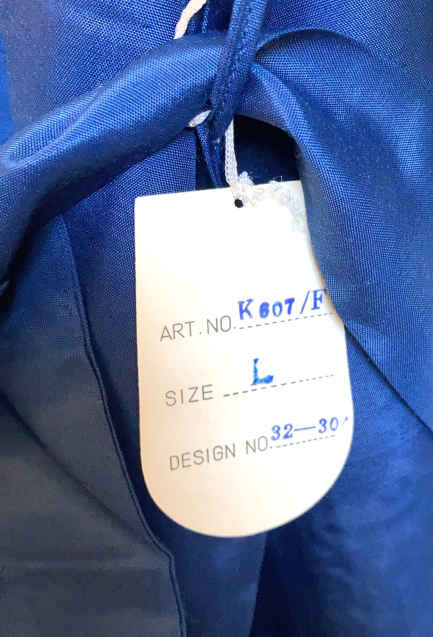 ART. NO. K607/F
SIZE L
DESIGN NO. 32—30